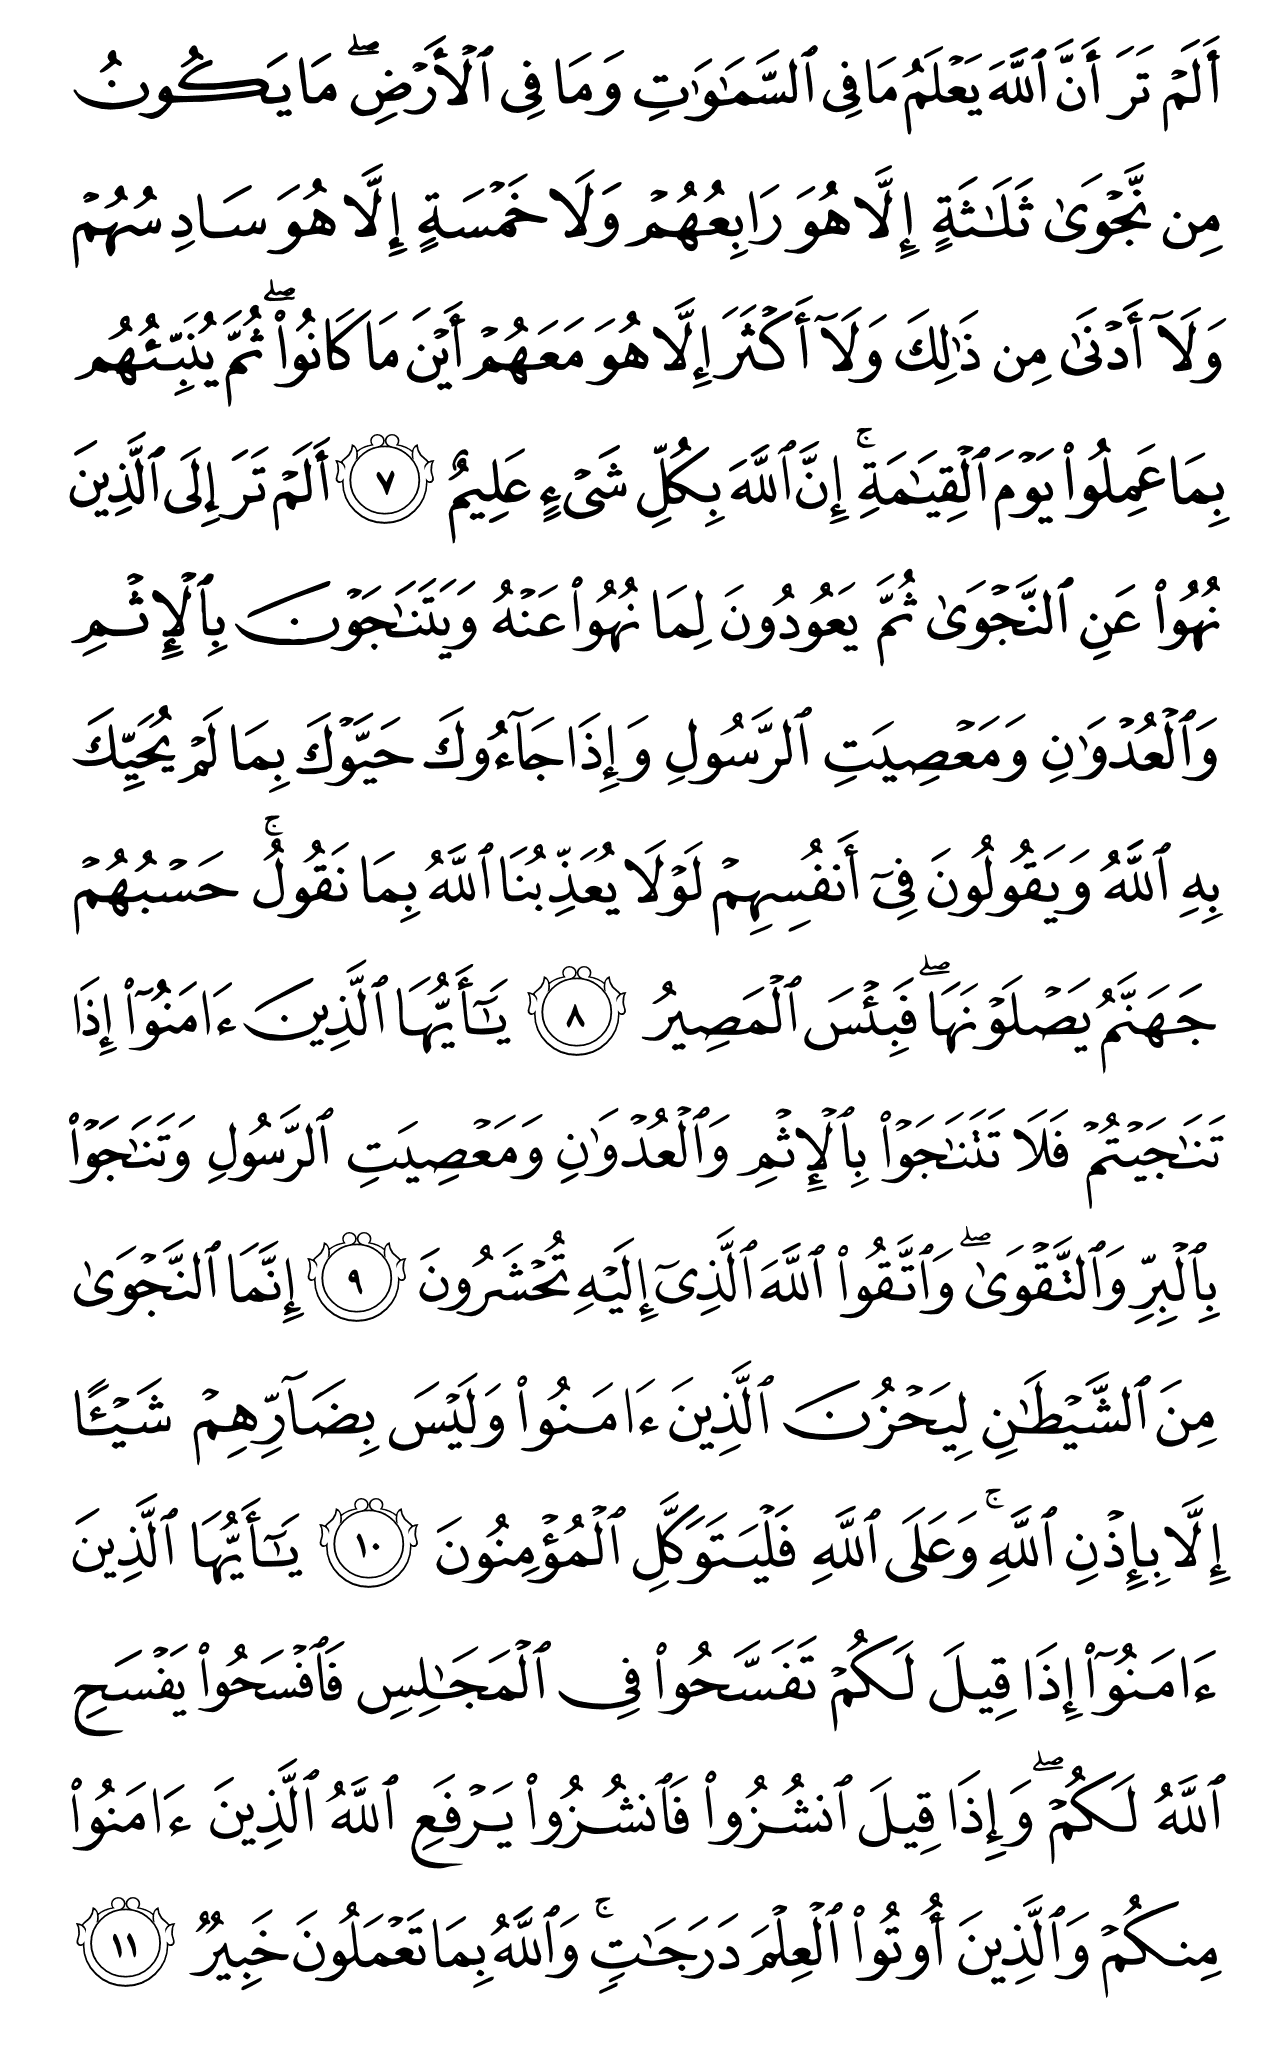 أَلَمۡ تَرَ أَنَّ ٱللَّهَ يَعۡلَمُ مَا فِي ٱلسَّمَٰوَٰتِ وَمَا فِي ٱلۡأَرۡضِۖ مَا يَكُونُ
مِن نَّجۡوَىٰ ثَلَٰثَةٍ إِلَّا هُوَ رَابِعُهُمۡ وَلَا خَمۡسَةٍ إِلَّا هُوَ سَادِسُهُمۡ
وَلَآ أَدۡنَىٰ مِن ذَٰلِكَ وَلَآ أَكۡثَرَ إِلَّا هُوَ مَعَهُمۡ أَيۡنَ مَا كَانُواْۖ ثُمَّ يُنَبِّئُهُم
بِمَا عَمِلُواْ يَوۡمَ ٱلۡقِيَٰمَةِۚ إِنَّ ٱللَّهَ بِكُلِّ شَيۡءٍ عَلِيمٌ ٧ أَلَمۡ تَرَ إِلَى ٱلَّذِينَ
نُهُواْ عَنِ ٱلنَّجۡوَىٰ ثُمَّ يَعُودُونَ لِمَا نُهُواْ عَنۡهُ وَيَتَنَٰجَوۡنَ بِٱلۡإِثۡمِ
وَٱلۡعُدۡوَٰنِ وَمَعۡصِيَتِ ٱلرَّسُولِ وَإِذَا جَآءُوكَ حَيَّوۡكَ بِمَا لَمۡ يُحَيِّكَ
بِهِ ٱللَّهُ وَيَقُولُونَ فِيٓ أَنفُسِهِمۡ لَوۡلَا يُعَذِّبُنَا ٱللَّهُ بِمَا نَقُولُۚ حَسۡبُهُمۡ
جَهَنَّمُ يَصۡلَوۡنَهَاۖ فَبِئۡسَ ٱلۡمَصِيرُ ٨ يَٰٓأَيُّهَا ٱلَّذِينَ ءَامَنُوٓاْ إِذَا
تَنَٰجَيۡتُمۡ فَلَا تَتَنَٰجَوۡاْ بِٱلۡإِثۡمِ وَٱلۡعُدۡوَٰنِ وَمَعۡصِيَتِ ٱلرَّسُولِ وَتَنَٰجَوۡاْ
بِٱلۡبِرِّ وَٱلتَّقۡوَىٰۖ وَٱتَّقُواْ ٱللَّهَ ٱلَّذِيٓ إِلَيۡهِ تُحۡشَرُونَ ٩ إِنَّمَا ٱلنَّجۡوَىٰ
مِنَ ٱلشَّيۡطَٰنِ لِيَحۡزُنَ ٱلَّذِينَ ءَامَنُواْ وَلَيۡسَ بِضَآرِّهِمۡ شَيۡـًٔا
إِلَّا بِإِذۡنِ ٱللَّهِۚ وَعَلَى ٱللَّهِ فَلۡيَتَوَكَّلِ ٱلۡمُؤۡمِنُونَ ١٠ يَٰٓأَيُّهَا ٱلَّذِينَ
ءَامَنُوٓاْ إِذَا قِيلَ لَكُمۡ تَفَسَّحُواْ فِي ٱلۡمَجَٰلِسِ فَٱفۡسَحُواْ يَفۡسَحِ
ٱللَّهُ لَكُمۡۖ وَإِذَا قِيلَ ٱنشُزُواْ فَٱنشُزُواْ يَرۡفَعِ ٱللَّهُ ٱلَّذِينَ ءَامَنُواْ
مِنكُمۡ وَٱلَّذِينَ أُوتُواْ ٱلۡعِلۡمَ دَرَجَٰتٖۚ وَٱللَّهُ بِمَا تَعۡمَلُونَ خَبِيرٞ ١١